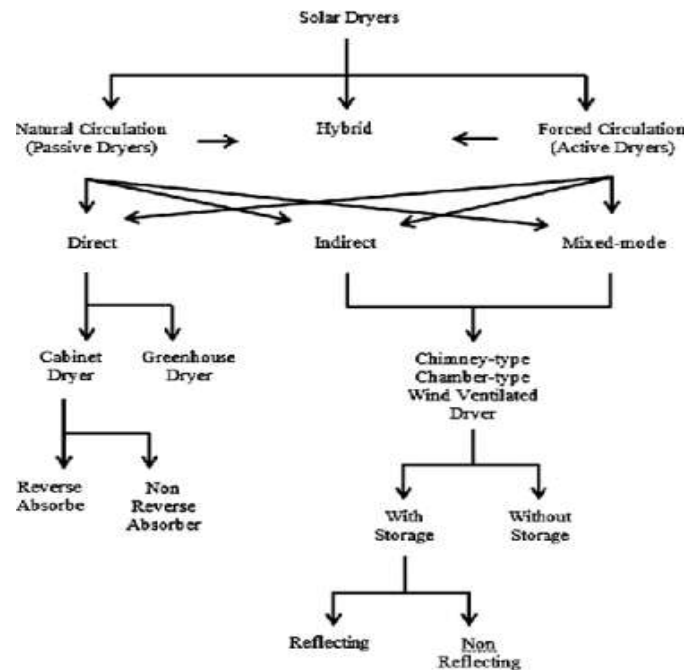 Solar Dryers
Natural Circulation
(Passive Dryers)
Hybrid
Forced Circulation
(Active Dryers)
Direct
Indirect
Mixed-mode
Cabinet
Dryer
Greenhouse
Dryer
Chimney-type
Chamber-type
Wind Ventilated
Dryer
Reverse
Absorbe
Non
Reverse
Absorber
With
Storage
Without
Storage
Reflecting
Non
Reflecting